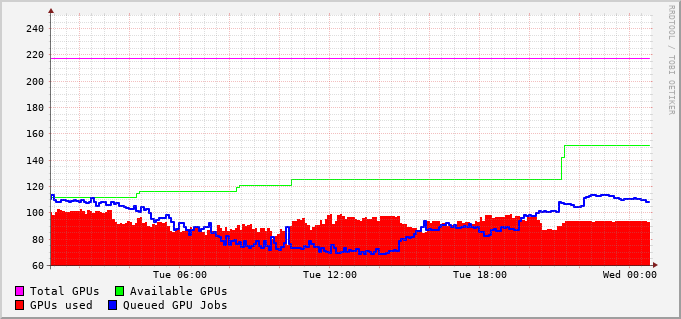 240
220
200
180
160
140
120
100
80
60
Tue 06:00 Tue 12:00 Tue 18:00 Wed 00:00
Total GPUs Available GPUs
GPUs used Queued GPU Jobs
RRDTOOL / TOBI OETIKER